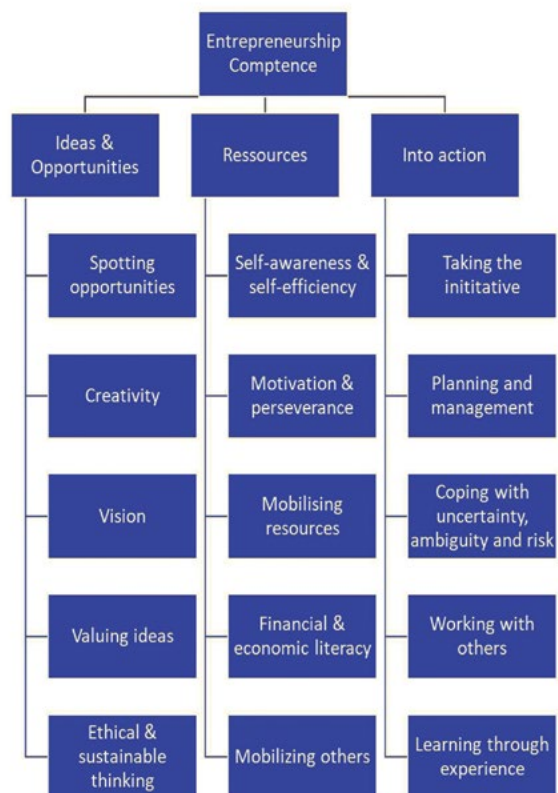 Entrepreneurship
Comptence
Ideas &
Opportunities
Ressources
Into action
Spotting
opportunities
Self-awareness &
self-efficiency
Taking the
inititative
Creativity
Motivation &
perseverance
Planning and
management
Vision
Mobilising
resources
Coping with
uncertainty,
ambiguity and risk
Valuing ideas
Financial &
economic literacy
Working with
others
Ethical &
sustainable
thinking
Mobilizing others
Learning through
experience